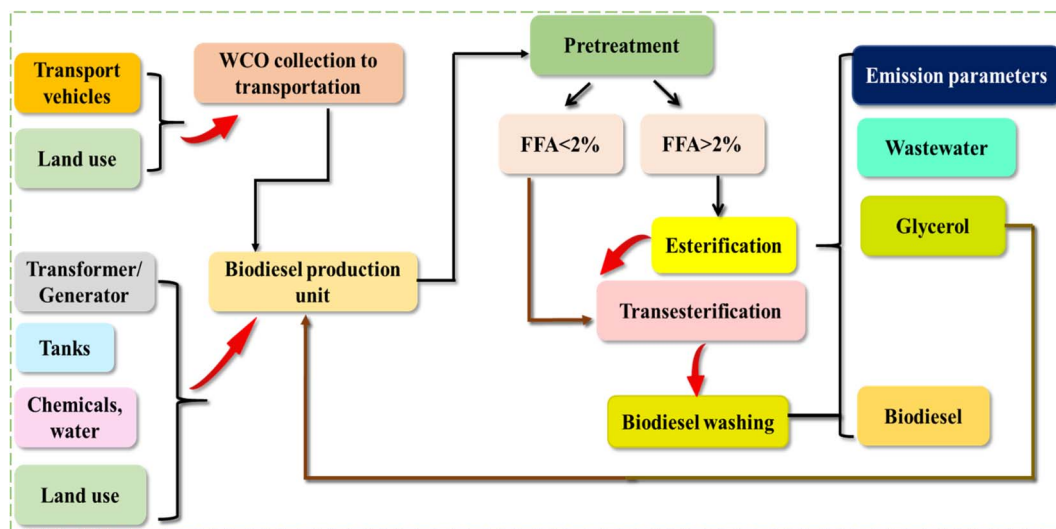 Transport
vehicles
Land use
WCO collection to
transportation
Transformer/
Generator
Tanks
Chemicals,
water
Land use
Biodiesel production
unit
Pretreatment
FFA<2%
FFA>2%
Esterification
Transesterification
Biodiesel washing
Emission parameters
Wastewater
Glycerol
Biodiesel